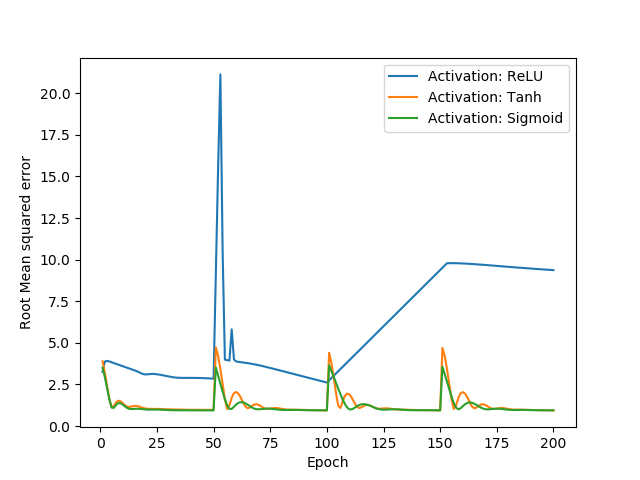 Activation: ReLU
Activation: Tanh
Activation: Sigmoid
Root Mean squared error
20.0
17.5
15.0
12.5
10.0
7.5
5.0
2.5
0.0
0 25 50 75 100 125 150 175 200
Epoch